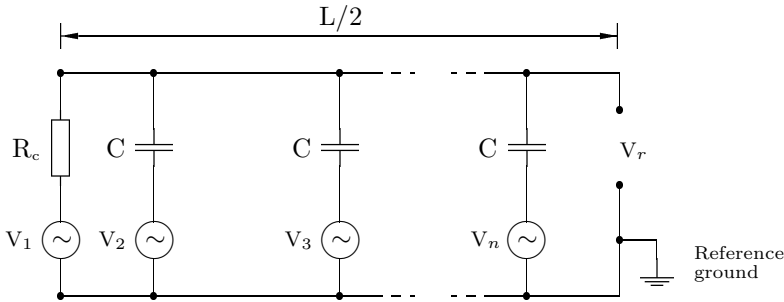 L/2
R_c
C
C
C
V_r
V_1
V_2
V_3
V_n
Reference
ground